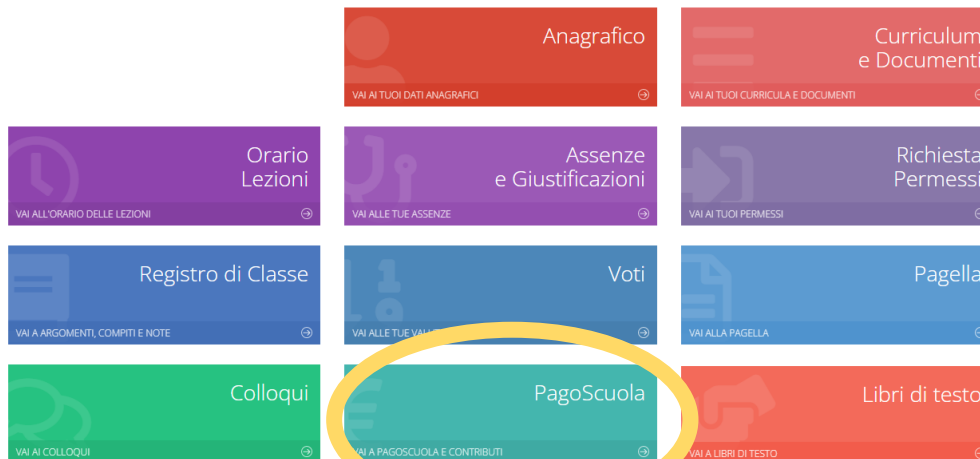 Anagrafico
VAI AI TUOI DATI ANAGRAFICI
Curriculum
e Documenti
VAI AI TUOI CURRICULA E DOCUMENTI
Orario
Lezioni
VAI ALL'ORARIO DELLE LEZIONI
Assenze
e Giustificazioni
VAI ALLE TUE ASSENZE
Richiesta
Permessi
VAI AI TUOI PERMESSI
Registro di Classe
VAI A ARGOMENTI, COMPITI E NOTE
Voti
VAI ALLE TUE
Pagella
VAI ALLA PAGELLA
Colloqui
VAI AI COLLOQUI
PagoScuola
VAI A PAGOSCUOLA E CONTRIBUTI
Libri di testo
VAI A LIBRI DI TESTO